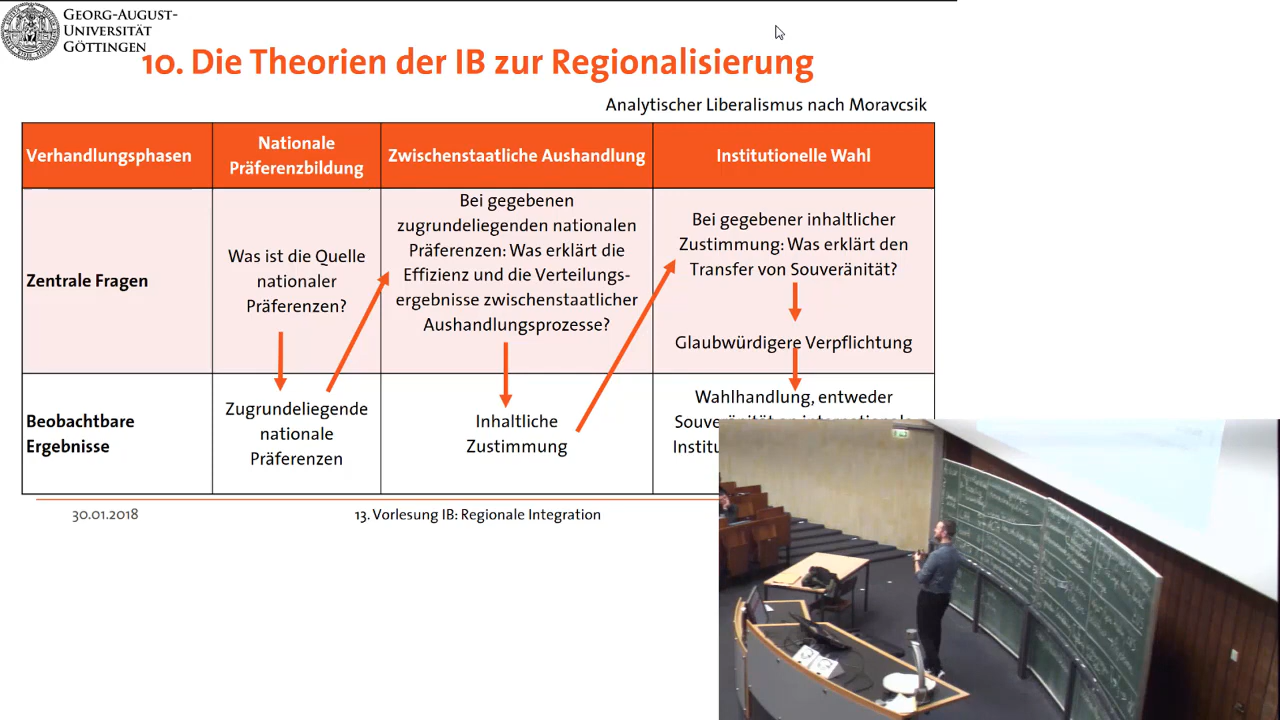 GEORG-AUGUST-
UNIVERSITÄT
GÖTTINGEN
10. Die Theorien der IB zur Regionalisierung
Analytischer Liberalismus nach Moravcsik
Verhandlungsphasen
Nationale
Präferenzbildung
Zwischenstaatliche Aushandlung
Institutionelle Wahl
Zentrale Fragen
Was ist die Quelle
nationaler
Präferenzen?
Bei gegebenen
zugrundeliegenden nationalen
Präferenzen: Was erklärt die
Effizienz und die Verteilungs-
ergebnisse zwischenstaatlicher
Aushandlungsprozesse?
Bei gegebener inhaltlicher
Zustimmung: Was erklärt den
Transfer von Souveränität?
Glaubwürdigere Verpflichtung
Beobachtbare
Ergebnisse
Zugrundeliegende
nationale
Präferenzen
Inhaltliche
Zustimmung
Wahlhandlung, entweder
30.01.2018
13. Vorlesung IB: Regionale Integration